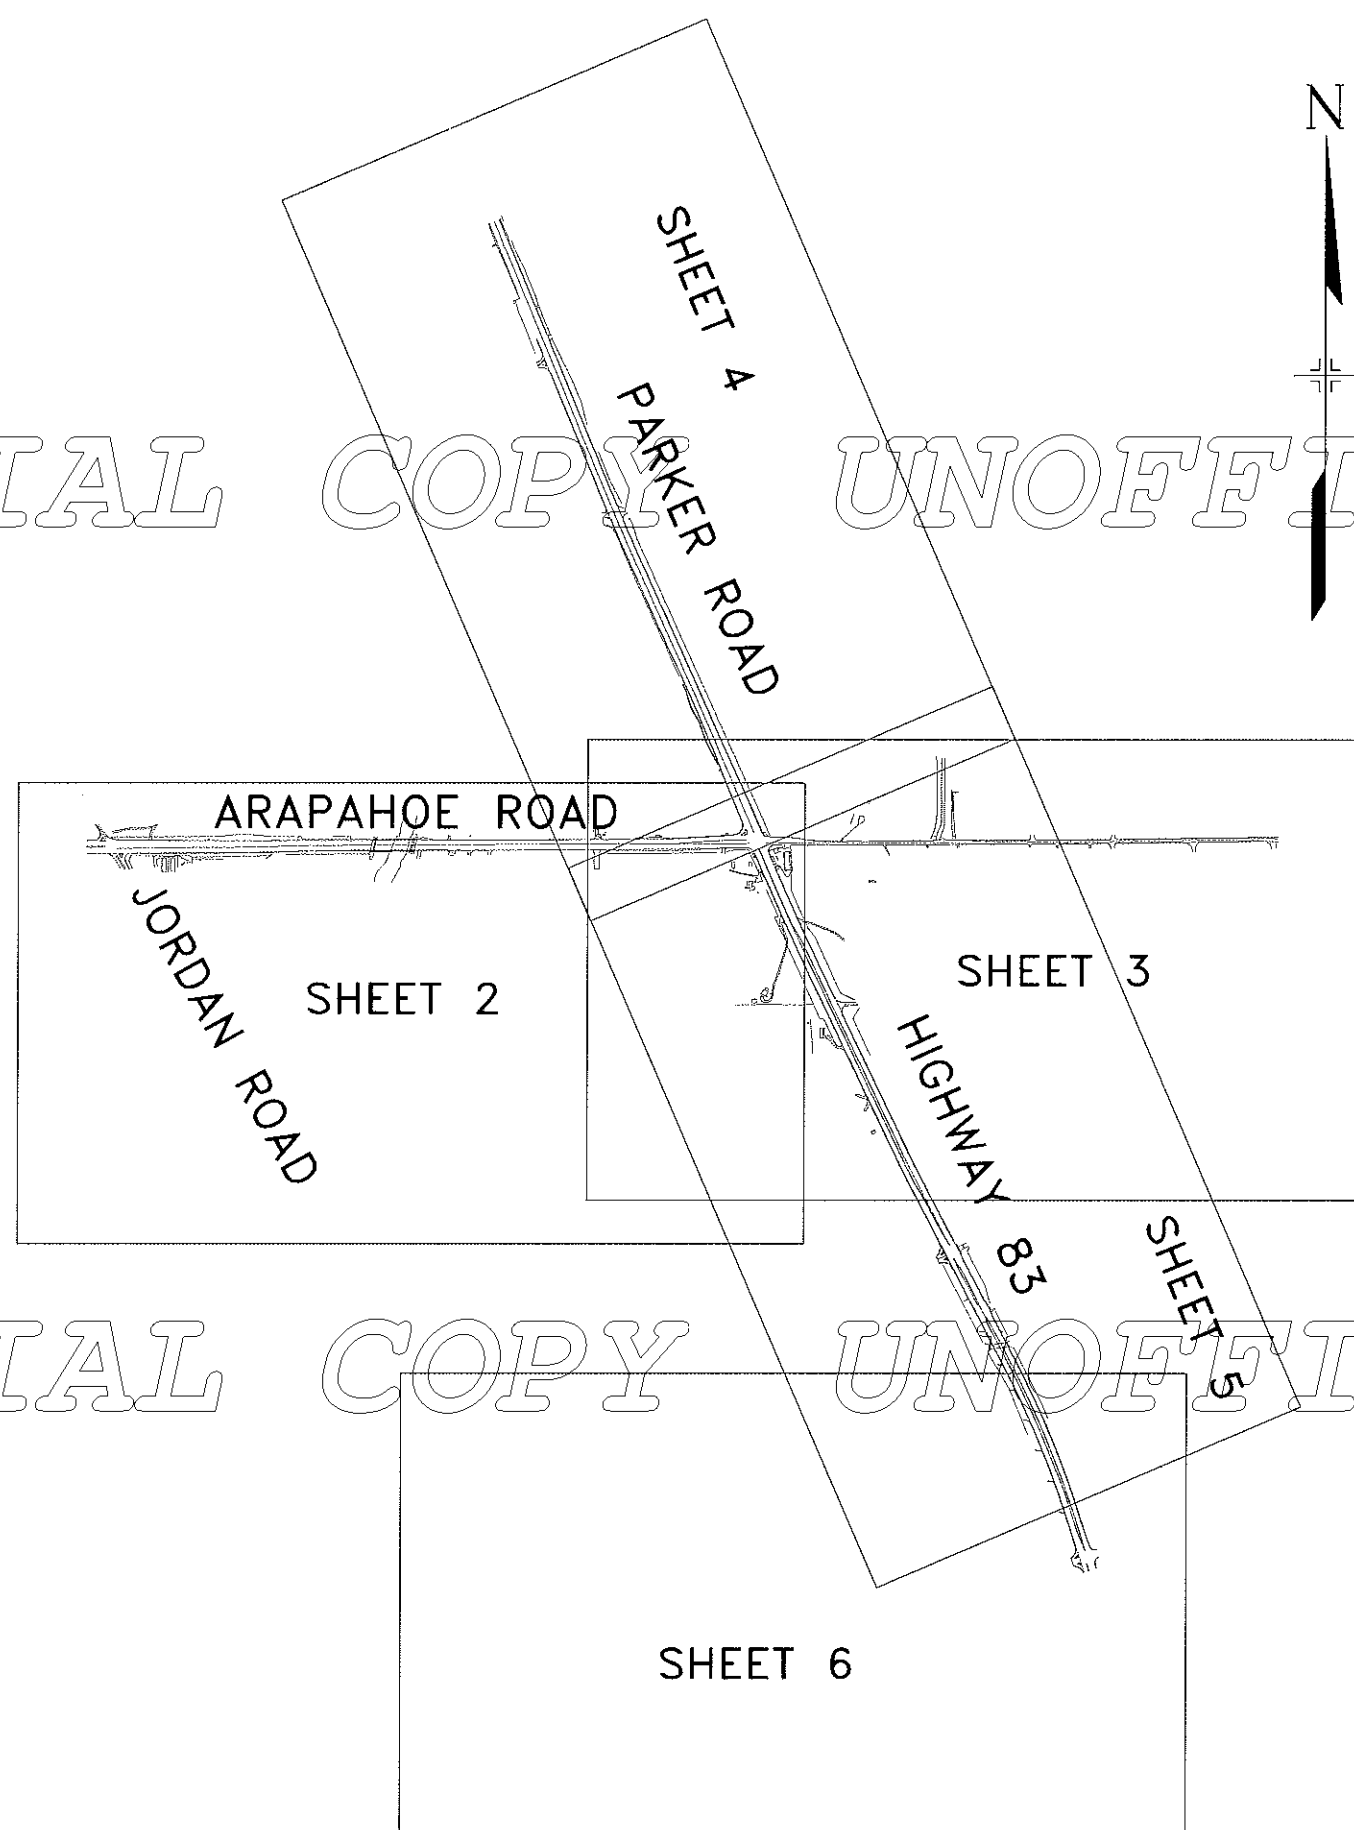 N
SHEET 4
PARKER ROAD
IAL COPY UNOFFI
ARAPAHOE ROAD
JORDAN ROAD
SHEET 2
SHEET 3
HIGHWAY 83
SHEET 5
IAL COPY UNOFFI
SHEET 6